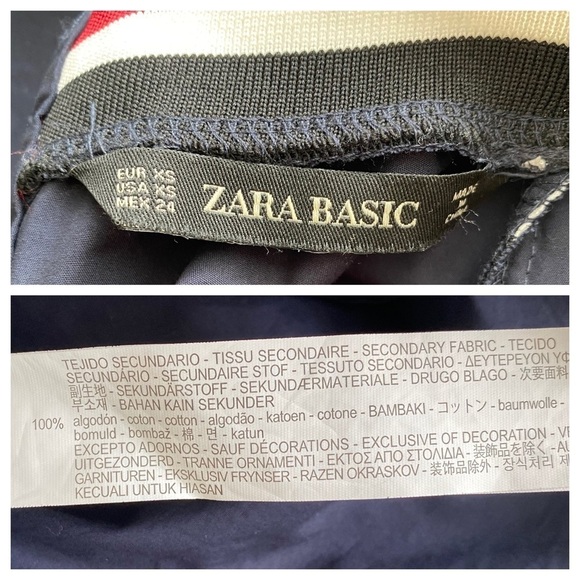 EUR XS
USA XS
MEX 24
ZARA BASIC
MADE
IN
CHINA
TEJIDO SECUNDARIO - TISSU SECONDAIRE - SECONDARY FABRIC - TECIDO
SECUNDÁRIO - SECUNDAIRE STOF - TESSUTO SECONDARIO - ΔΕΥΤΕΡΕΥΟΝ ΥΦ
副生地 - SEKUNDÄRSTOFF - SEKUNDÆRMATERIALE - DRUGO BLAGO - 次要面料
부소재 - BAHAN KAIN SEKUNDER
100% algodón - coton - cotton - algodão - katoen - cotone - ΒΑΜΒΑΚΙ - コットン - baumwolle -
bomuld - bombaž - 棉 - 면 - katun
EXCEPTO ADORNOS - SAUF DÉCORATIONS - EXCLUSIVE OF DECORATION - VE
UITGEZONDERD - TRANNE ORNAMENTI - ΕΚΤΟΣ ΑΠΟ ΣΤΟΛΙΔΙΑ - 装飾品を除く - AU
GARNITUREN - EKSKLUSIV FRYNSER - RAZEN OKRASKOV - 装饰品除外 - 장식처리 제
KECUALI UNTUK HIASAN